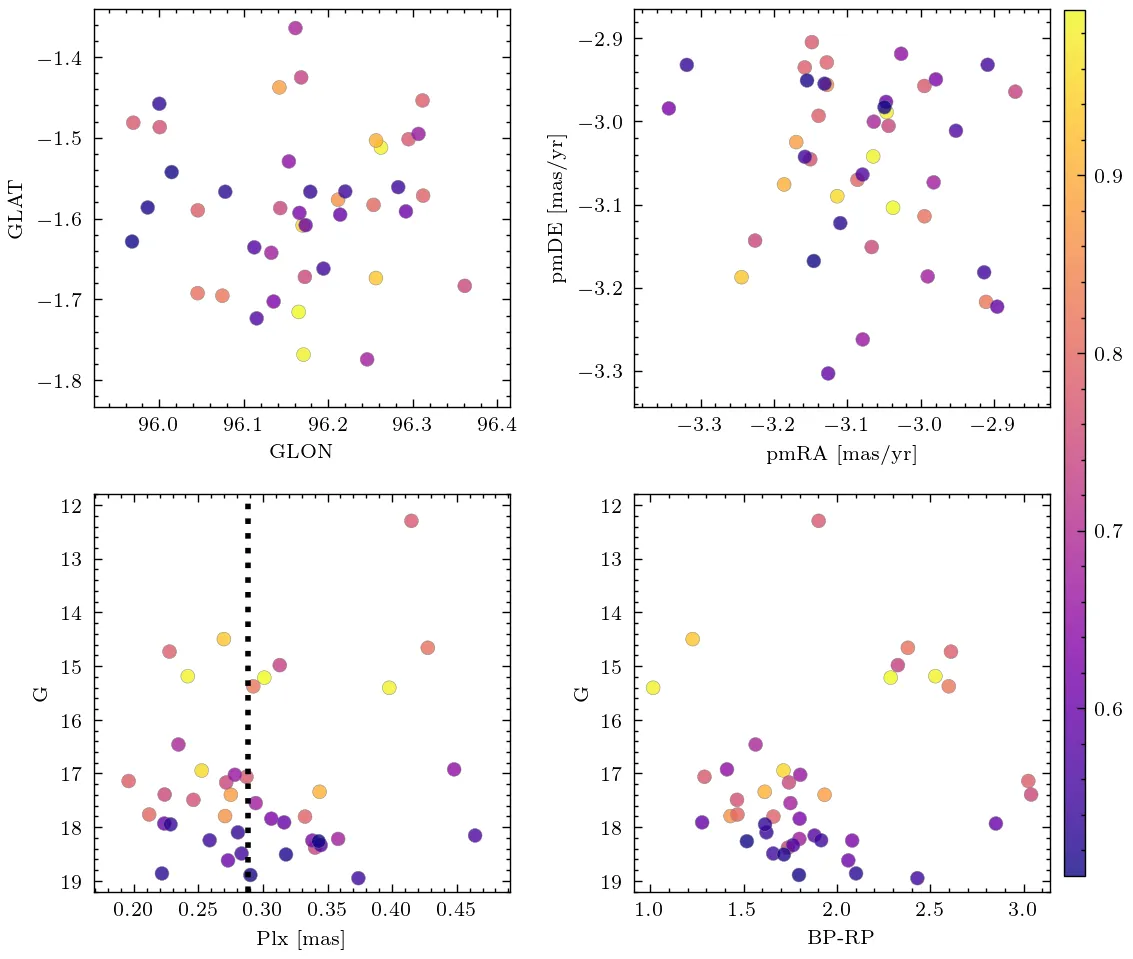 −1.4
−1.5
−1.6
−1.7
−1.8
GLAT
96.0 96.1 96.2 96.3 96.4
GLON
−2.9
−3.0
−3.1
−3.2
−3.3
pmDE [mas/yr]
−3.3 −3.2 −3.1 −3.0 −2.9
pmRA [mas/yr]
12
13
14
15
16
17
18
19
G
0.20 0.25 0.30 0.35 0.40 0.45
Plx [mas]
12
13
14
15
16
17
18
19
G
1.0 1.5 2.0 2.5 3.0
BP-RP
0.9
0.8
0.7
0.6